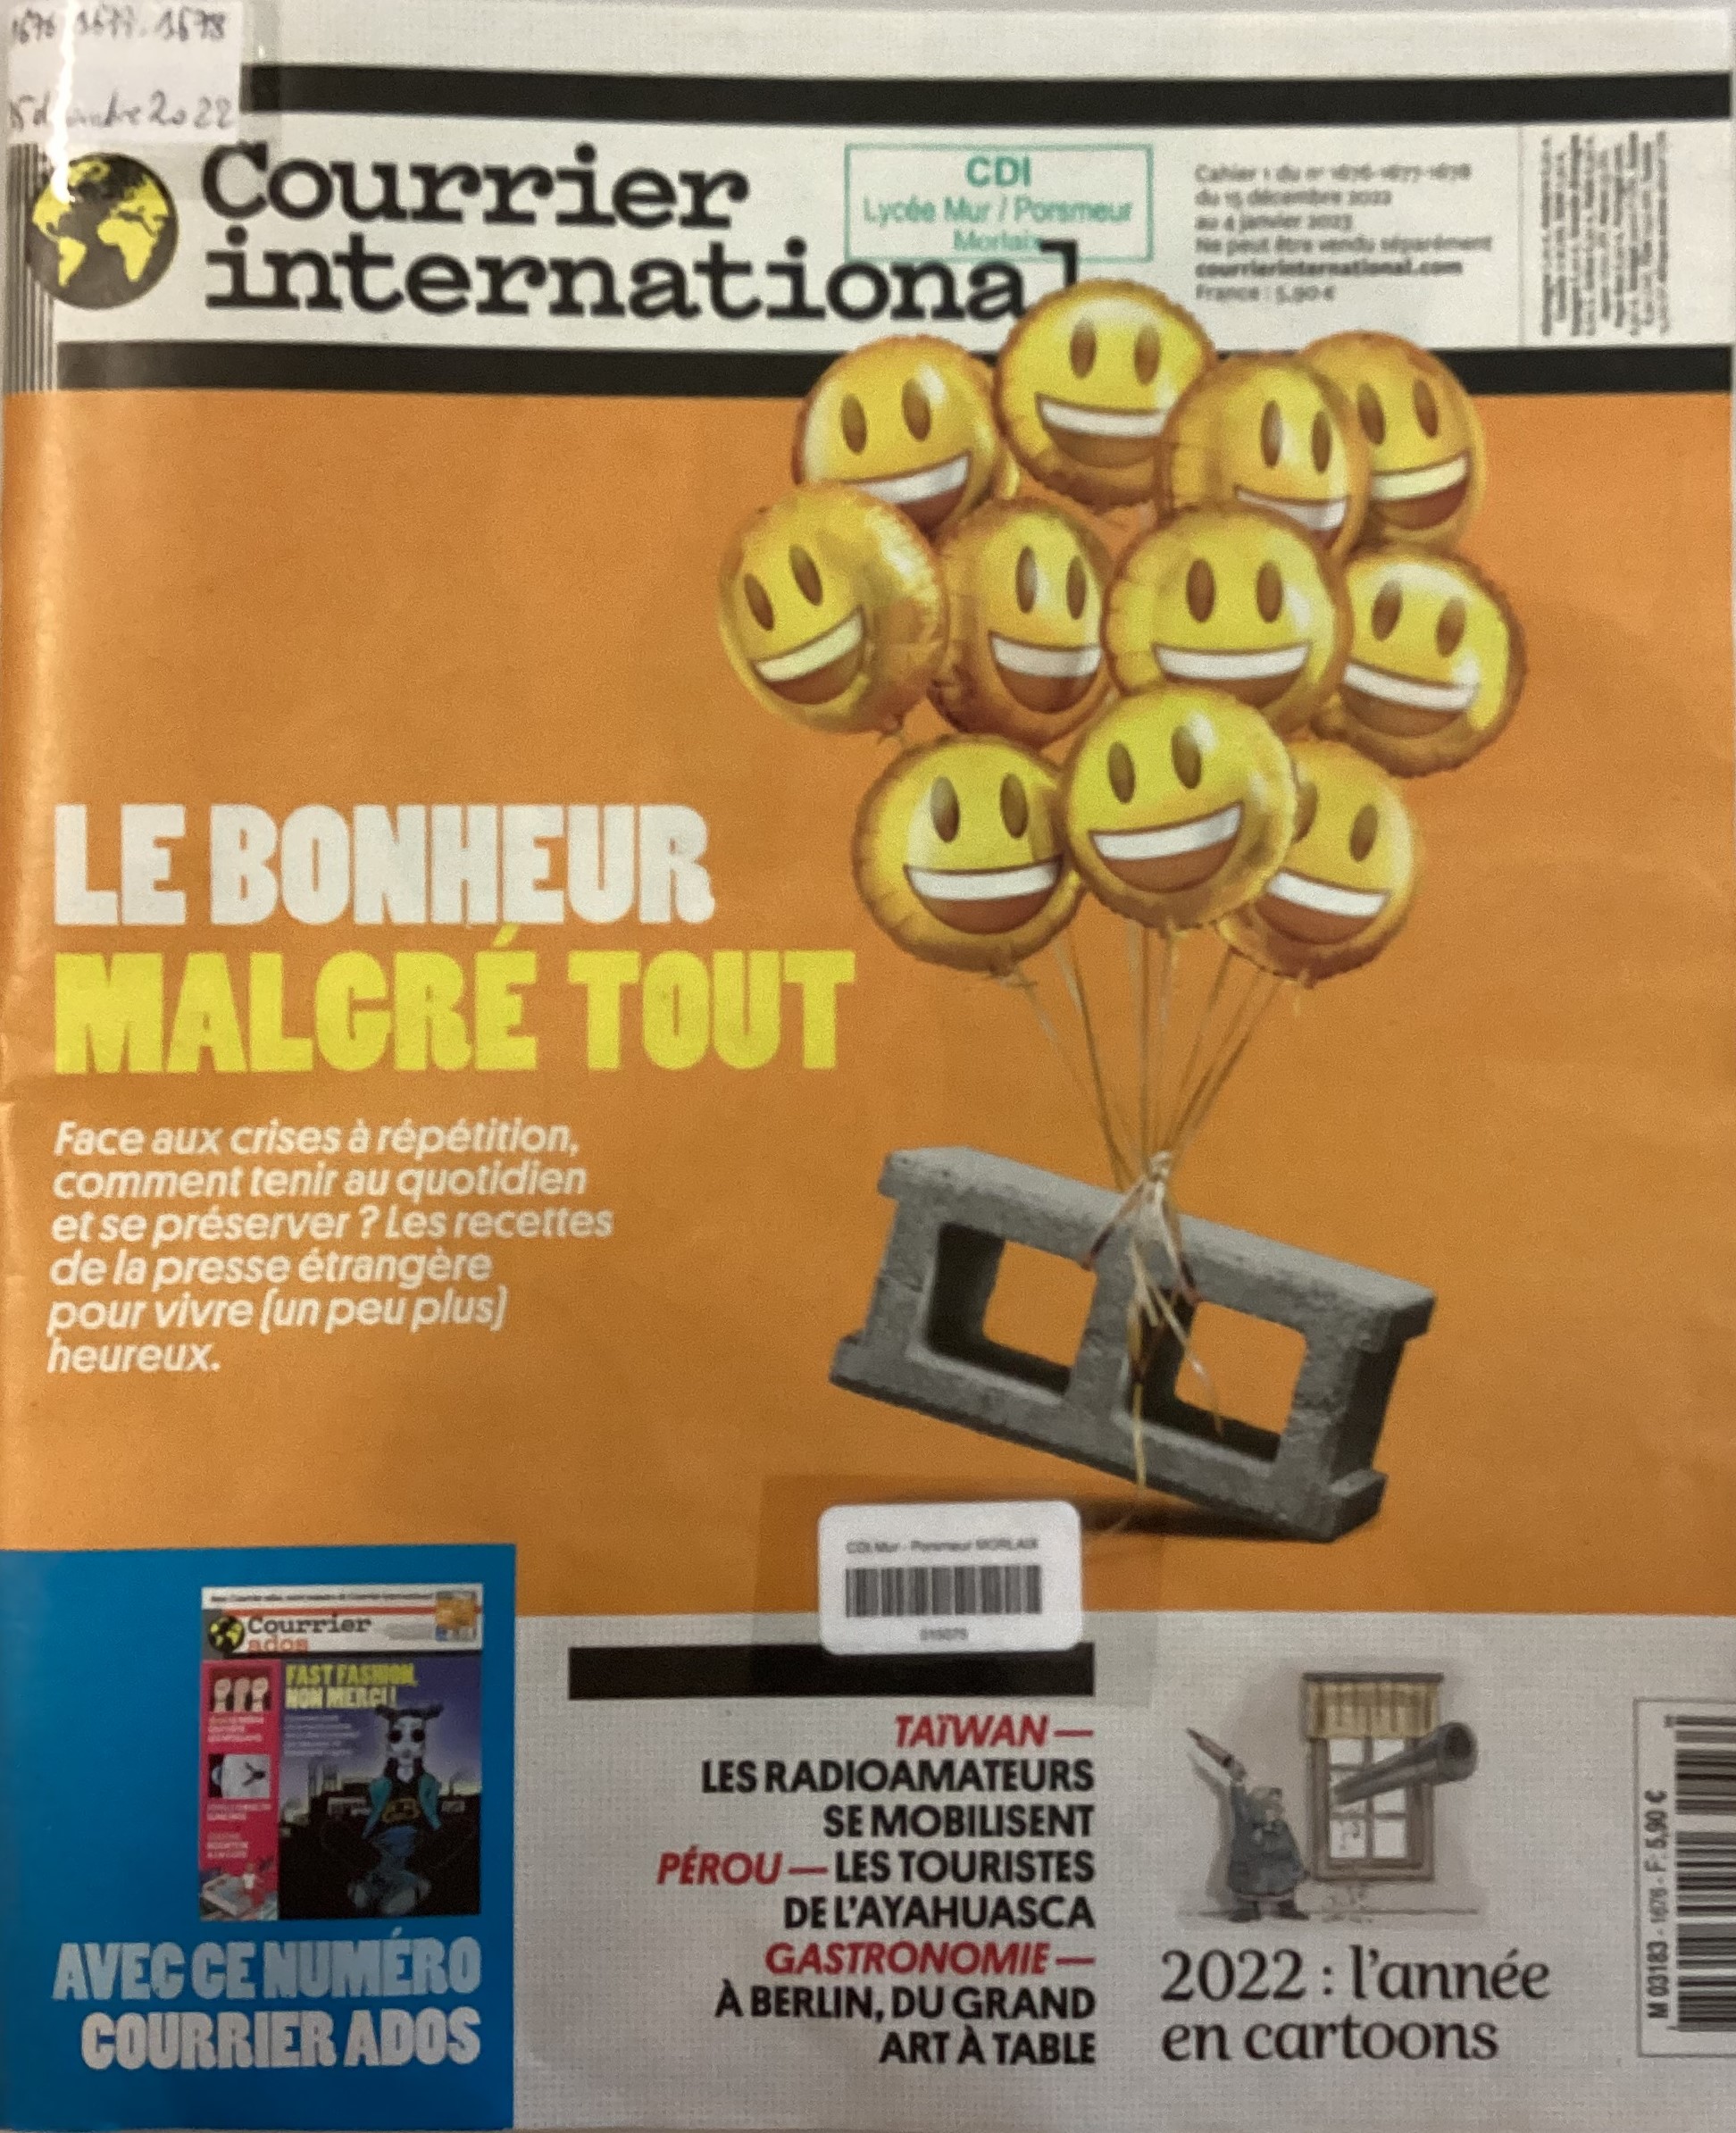 1676 1677. 1678
2022
Courrier
international
CDI
Lycée Mur / Porsmeur
Morlaix
Cahier 1 du nº 1676-1677-1678
du 15 décembre 2022
au 4 janvier 2023
Ne peut être vendu séparément
courrierinternational.com
France : 5,90 €
LE BONHEUR
MALGRÉ TOUT
Face aux crises à répétition,
comment tenir au quotidien
et se préserver ? Les recettes
de la presse étrangère
pour vivre (un peu plus)
heureux.
CDI Mur - Porsmeur MORLAIX
Courrier
ados
FAST FASHION,
NON MERCI !
AVEC CE NUMÉRO
COURRIER ADOS
TAÏWAN —
LES RADIOAMATEURS
SE MOBILISENT
PÉROU — LES TOURISTES
DE L'AYAHUASCA
GASTRONOMIE —
À BERLIN, DU GRAND
ART À TABLE
2022 : l'année
en cartoons
M 03183 - 1676 - F: 5,90 €